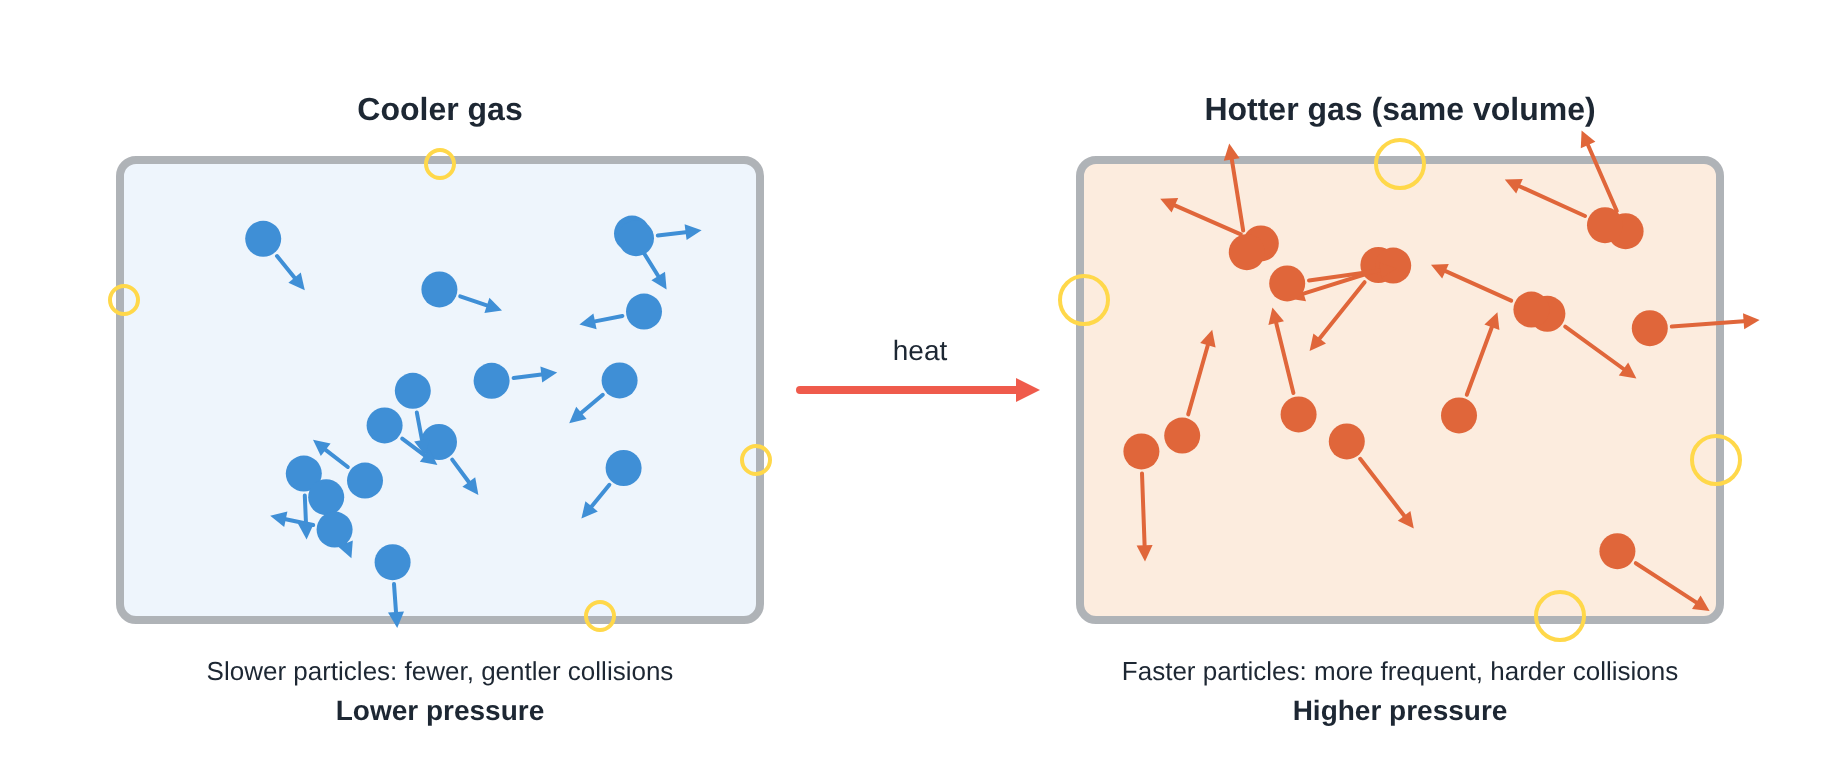 Cooler gas
Hotter gas (same volume)
heat
Slower particles: fewer, gentler collisions
Lower pressure
Faster particles: more frequent, harder collisions
Higher pressure